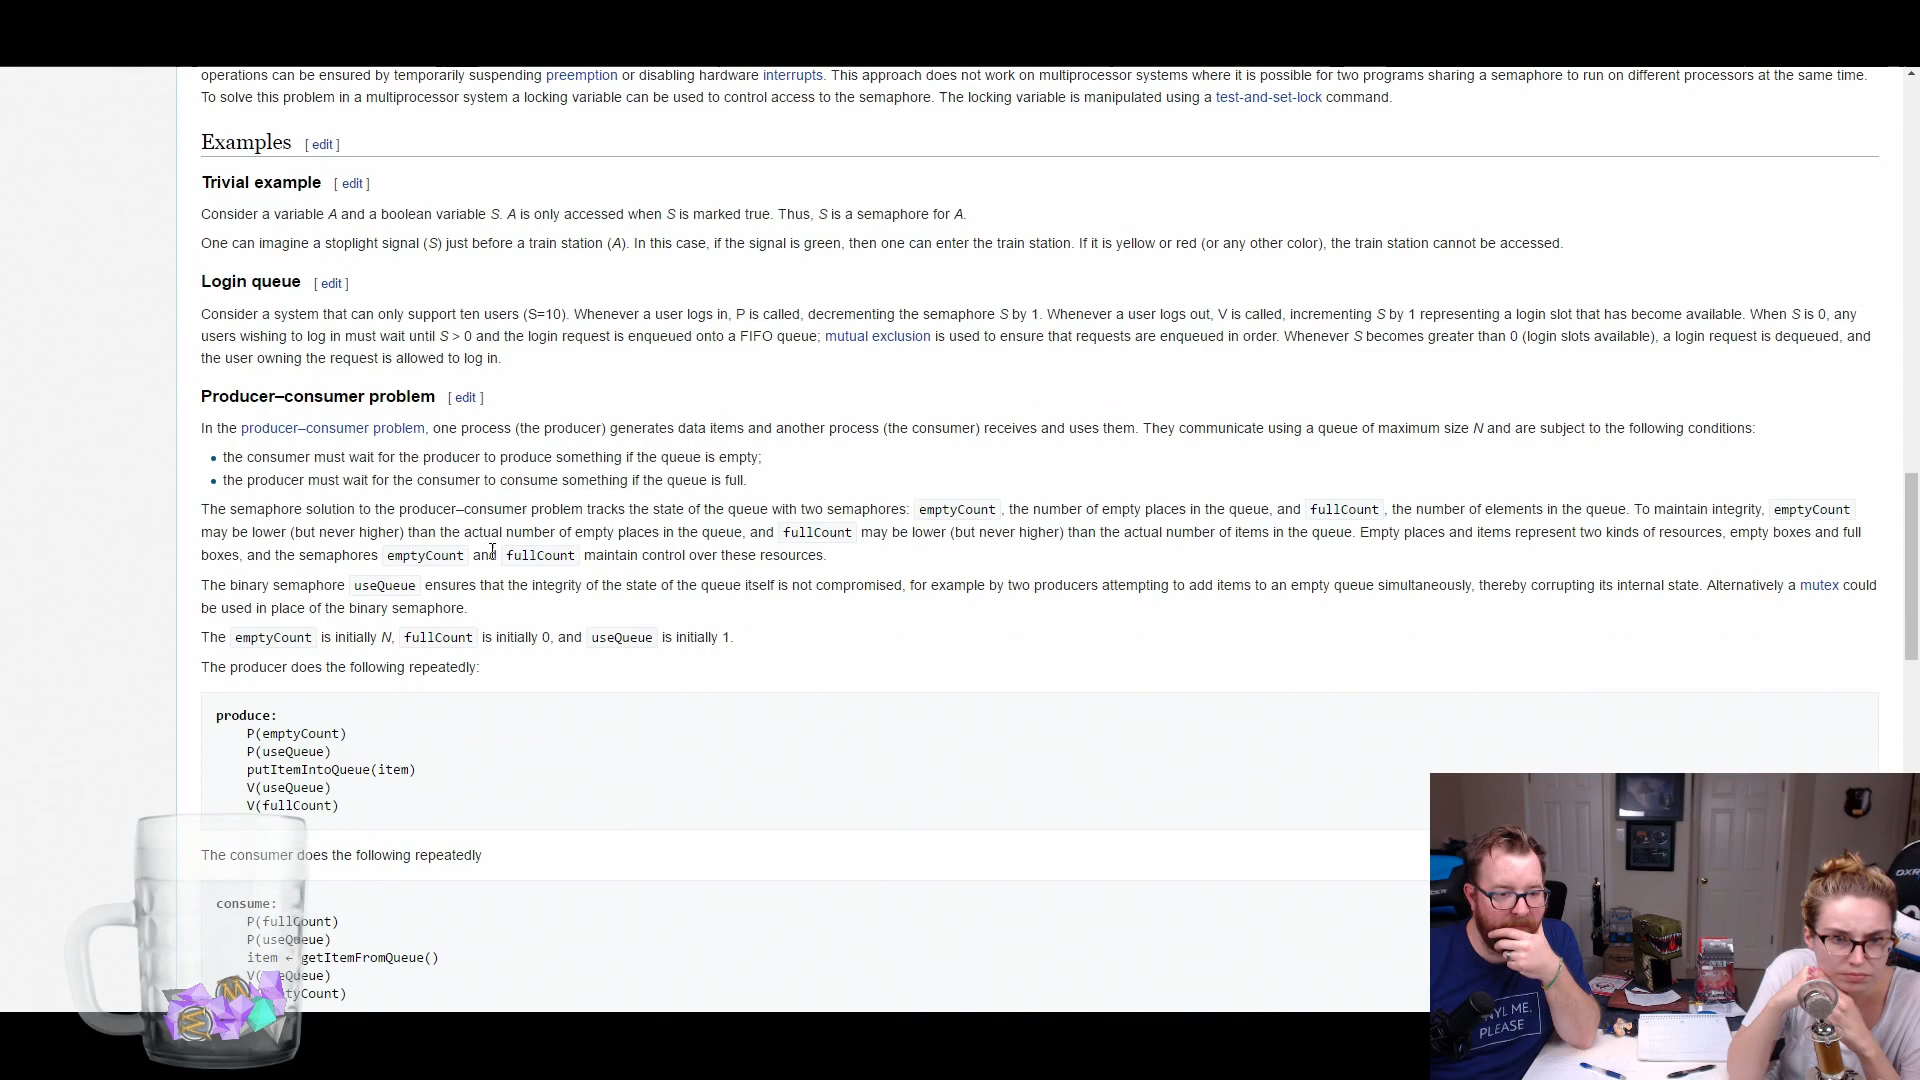 operations can be ensured by temporarily suspending preemption or disabling hardware interrupts. This approach does not work on multiprocessor systems where it is possible for two programs sharing a semaphore to run on different processors at the same time.
To solve this problem in a multiprocessor system a locking variable can be used to control access to the semaphore. The locking variable is manipulated using a test-and-set-lock command.
Examples [ edit ]
Trivial example [ edit ]
Consider a variable A and a boolean variable S. A is only accessed when S is marked true. Thus, S is a semaphore for A.
One can imagine a stoplight signal (S) just before a train station (A). In this case, if the signal is green, then one can enter the train station. If it is yellow or red (or any other color), the train station cannot be accessed.
Login queue [ edit ]
Consider a system that can only support ten users (S=10). Whenever a user logs in, P is called, decrementing the semaphore S by 1. Whenever a user logs out, V is called, incrementing S by 1 representing a login slot that has become available. When S is 0, any
users wishing to log in must wait until S > 0 and the login request is enqueued onto a FIFO queue; mutual exclusion is used to ensure that requests are enqueued in order. Whenever S becomes greater than 0 (login slots available), a login request is dequeued, and
the user owning the request is allowed to log in.
Producer–consumer problem [ edit ]
In the producer–consumer problem, one process (the producer) generates data items and another process (the consumer) receives and uses them. They communicate using a queue of maximum size N and are subject to the following conditions:
• the consumer must wait for the producer to produce something if the queue is empty;
• the producer must wait for the consumer to consume something if the queue is full.
The semaphore solution to the producer–consumer problem tracks the state of the queue with two semaphores: emptyCount , the number of empty places in the queue, and fullCount , the number of elements in the queue. To maintain integrity, emptyCount
may be lower (but never higher) than the actual number of empty places in the queue, and fullCount may be lower (but never higher) than the actual number of items in the queue. Empty places and items represent two kinds of resources, empty boxes and full
boxes, and the semaphores emptyCount and fullCount maintain control over these resources.
The binary semaphore useQueue ensures that the integrity of the state of the queue itself is not compromised, for example by two producers attempting to add items to an empty queue simultaneously, thereby corrupting its internal state. Alternatively a mutex could
be used in place of the binary semaphore.
The emptyCount is initially N, fullCount is initially 0, and useQueue is initially 1.
The producer does the following repeatedly:
produce:
P(emptyCount)
P(useQueue)
putItemIntoQueue(item)
V(useQueue)
V(fullCount)
The consumer does the following repeatedly
consume:
P(fullCount)
P(useQueue)
item ← getItemFromQueue()
V(useQueue)
tyCount)
DXR
NYL ME,
PLEASE